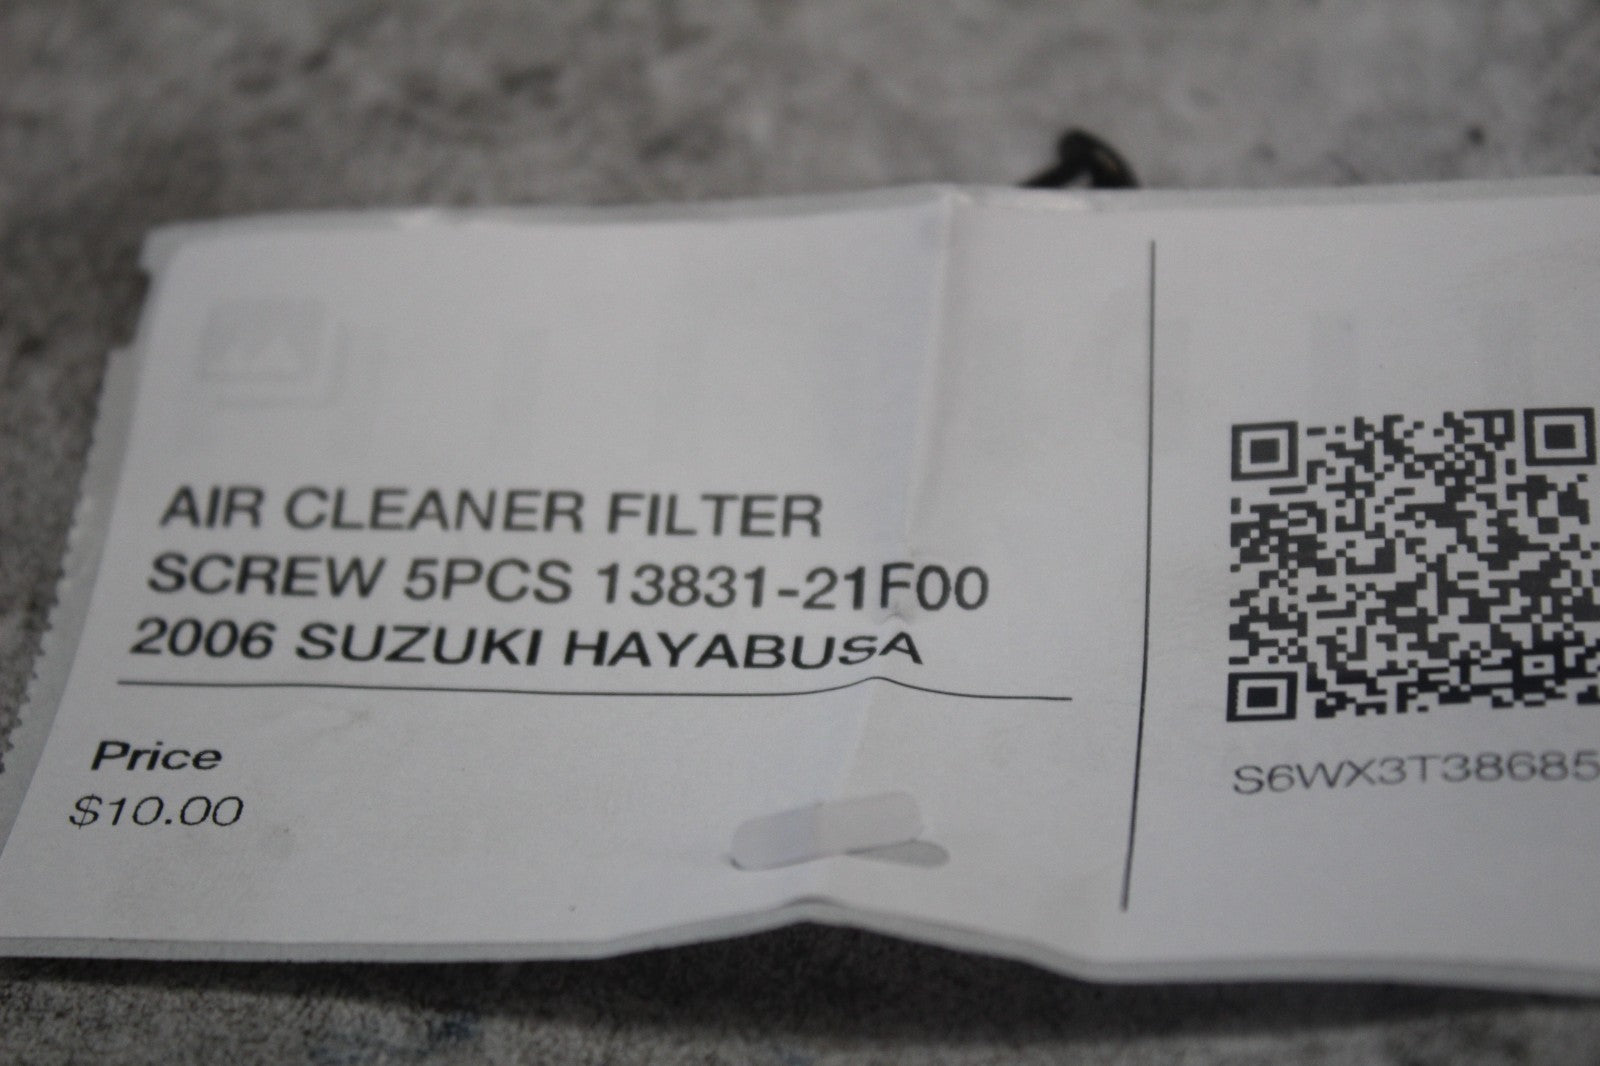 AIR CLEANER FILTER
SCREW 5PCS 13831-21F00
2006 SUZUKI HAYABUSA
Price
$10.00
S6WX3T38685